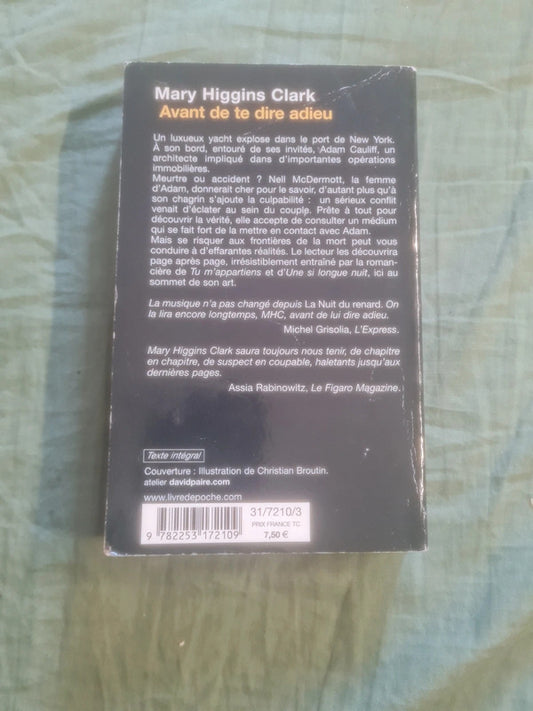 Mary Higgins Clark
Avant de te dire adieu
Un luxueux yacht explose dans le port de New York.
À son bord, entouré de ses invités, Adam Cauliff, un
architecte impliqué dans d'importantes opérations
immobilières.
Meurtre ou accident ? Nell McDermott, la femme
d'Adam, donnerait cher pour le savoir, d'autant plus qu'à
son chagrin s'ajoute la culpabilité : un sérieux conflit
venait d'éclater au sein du couple. Prête à tout pour
découvrir la vérité, elle accepte de consulter un médium
qui se fait fort de la mettre en contact avec Adam.
Mais se risquer aux frontières de la mort peut vous
conduire à d'effarantes réalités. Le lecteur les découvrira
page après page, irrésistiblement entraîné par la roman-
cière de Tu m'appartiens et d'Une si longue nuit, ici au
sommet de son art.
La musique n'a pas changé depuis La Nuit du renard. On
la lira encore longtemps, MHC, avant de lui dire adieu.
Michel Grisolia, L'Express.
Mary Higgins Clark saura toujours nous tenir, de chapitre
en chapitre, de suspect en coupable, haletants jusqu'aux
dernières pages.
Assia Rabinowitz, Le Figaro Magazine.
Texte intégral
Couverture : Illustration de Christian Broutin.
atelier davidpaire.com
www.livredepoche.com
31/7210/3
PRIX FRANCE TC
7,50 €
9 782253 172109